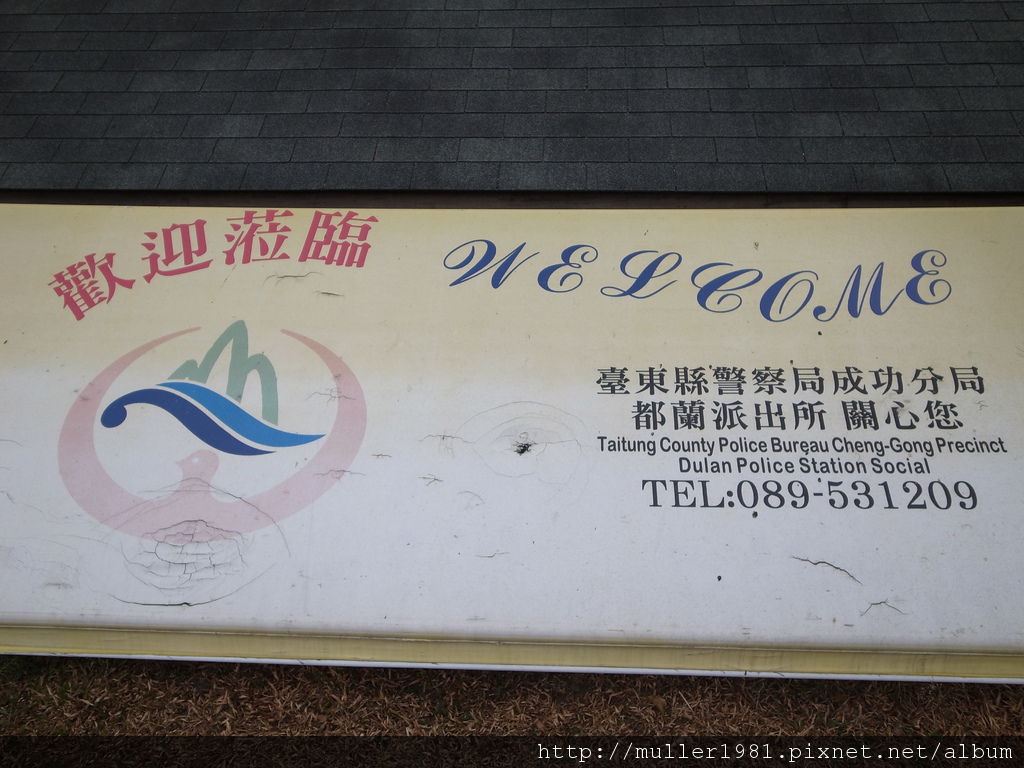 歡迎蒞臨
WELCOME
臺東縣警察局成功分局
都蘭派出所 關心您
Taitung County Police Bureau Cheng-Gong Precinct
Dulan Police Station Social
TEL:089-531209
http://muller1981.pixnet.net/album